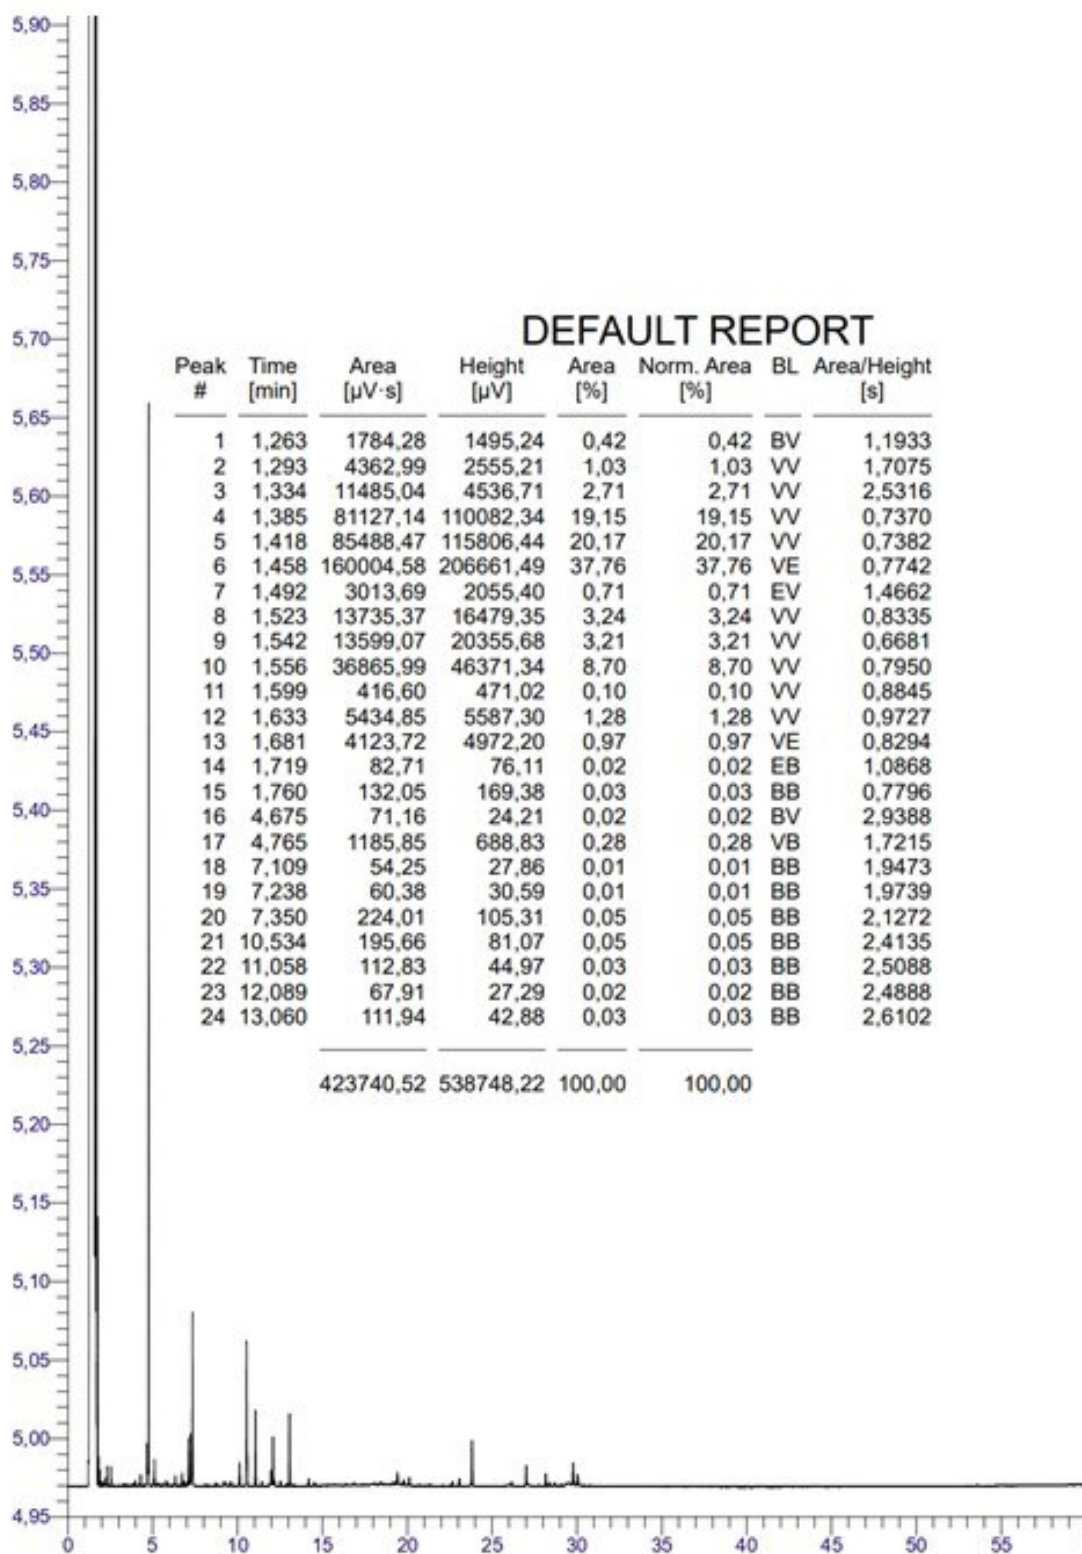 5,90
5,85
5,80
5,75
5,70
5,65
5,60
5,55
5,50
5,45
5,40
5,35
5,30
5,25
5,20
5,15
5,10
5,05
5,00
4,95
DEFAULT REPORT
Peak Time Area Height Area Norm. Area BL Area/Height
# [min] [µV·s] [µV] [%] [%] [s]
1 1,263 1784,28 1495,24 0,42 0,42 BV 1,1933
2 1,293 4362,99 2555,21 1,03 1,03 VV 1,7075
3 1,334 11485,04 4536,71 2,71 2,71 VV 2,5316
4 1,385 81127,14 110082,34 19,15 19,15 VV 0,7370
5 1,418 85488,47 115806,44 20,17 20,17 VV 0,7382
6 1,458 160004,58 206661,49 37,76 37,76 VE 0,7742
7 1,492 3013,69 2055,40 0,71 0,71 EV 1,4662
8 1,523 13735,37 16479,35 3,24 3,24 VV 0,8335
9 1,542 13599,07 20355,68 3,21 3,21 VV 0,6681
10 1,556 36865,99 46371,34 8,70 8,70 VV 0,7950
11 1,599 416,60 471,02 0,10 0,10 VV 0,8845
12 1,633 5434,85 5587,30 1,28 1,28 VV 0,9727
13 1,681 4123,72 4972,20 0,97 0,97 VE 0,8294
14 1,719 82,71 76,11 0,02 0,02 EB 1,0868
15 1,760 132,05 169,38 0,03 0,03 BB 0,7796
16 4,675 71,16 24,21 0,02 0,02 BV 2,9388
17 4,765 1185,85 688,83 0,28 0,28 VB 1,7215
18 7,109 54,25 27,86 0,01 0,01 BB 1,9473
19 7,238 60,38 30,59 0,01 0,01 BB 1,9739
20 7,350 224,01 105,31 0,05 0,05 BB 2,1272
21 10,534 195,66 81,07 0,05 0,05 BB 2,4135
22 11,058 112,83 44,97 0,03 0,03 BB 2,5088
23 12,089 67,91 27,29 0,02 0,02 BB 2,4888
24 13,060 111,94 42,88 0,03 0,03 BB 2,6102
423740,52 538748,22 100,00 100,00
0 5 10 15 20 25 30 35 40 45 50 55